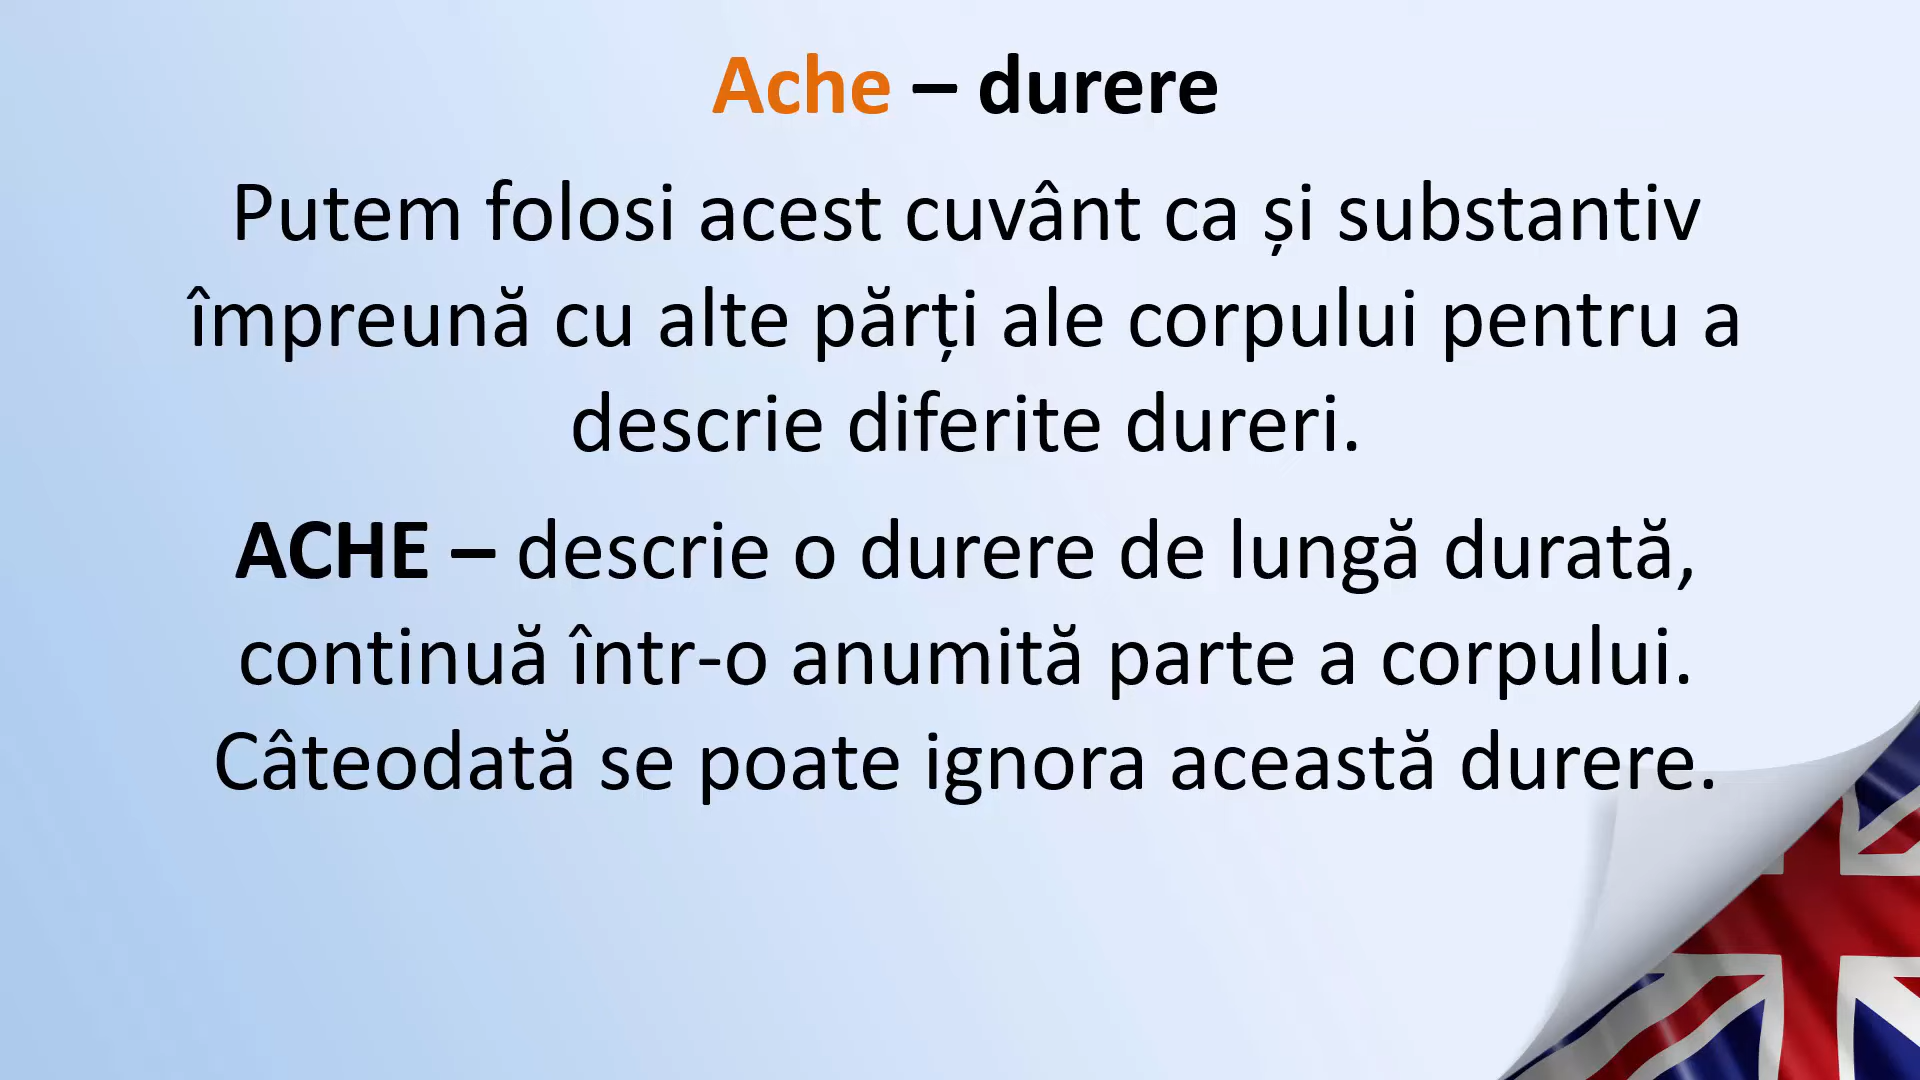 Ache – durere
Putem folosi acest cuvânt ca și substantiv
împreună cu alte părți ale corpului pentru a
descrie diferite dureri.
ACHE – descrie o durere de lungă durată,
continuă într-o anumită parte a corpului.
Câteodată se poate ignora această durere.